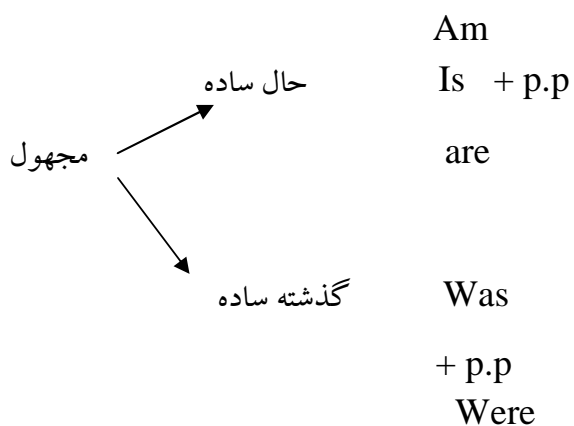 Am
حال ساده Is + p.p
مجهول are
گذشته ساده Was
+ p.p
Were